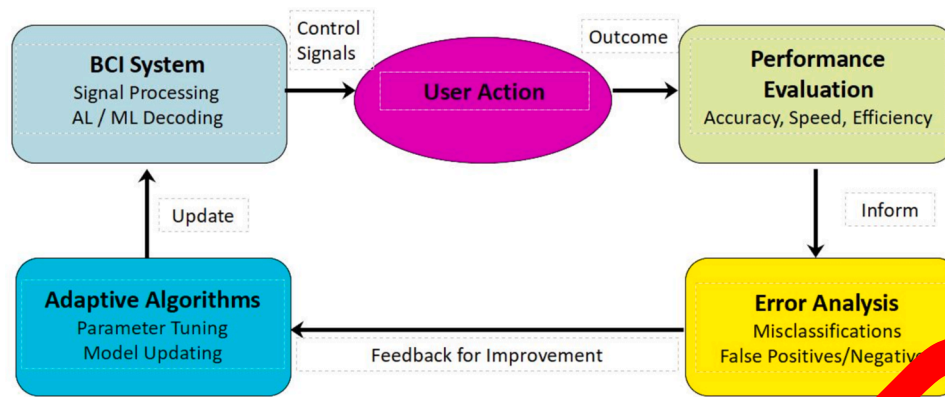 BCI System
Signal Processing
AL / ML Decoding
Control
Signals
User Action
Outcome
Performance
Evaluation
Accuracy, Speed, Efficiency
Update
Inform
Adaptive Algorithms
Parameter Tuning
Model Updating
Feedback for Improvement
Error Analysis
Misclassifications
False